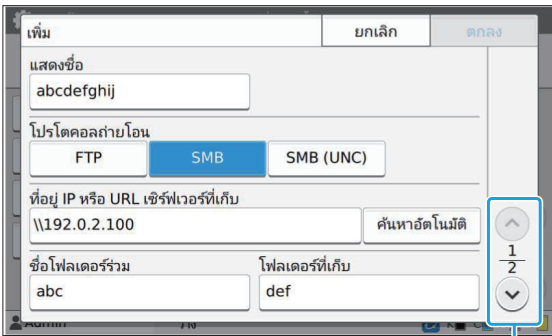 เพิ่ม ยกเลิก ตกลง
แสดงชื่อ
abcdefghij
โปรโตคอลถ่ายโอน
FTP SMB SMB (UNC)
ที่อยู่ IP หรือ URL เซิร์ฟเวอร์ที่เก็บ
\\192.0.2.100 ค้นหาอัตโนมัติ
1
2
ชื่อโฟลเดอร์ร่วม โฟลเดอร์ที่เก็บ
abc def
Admin